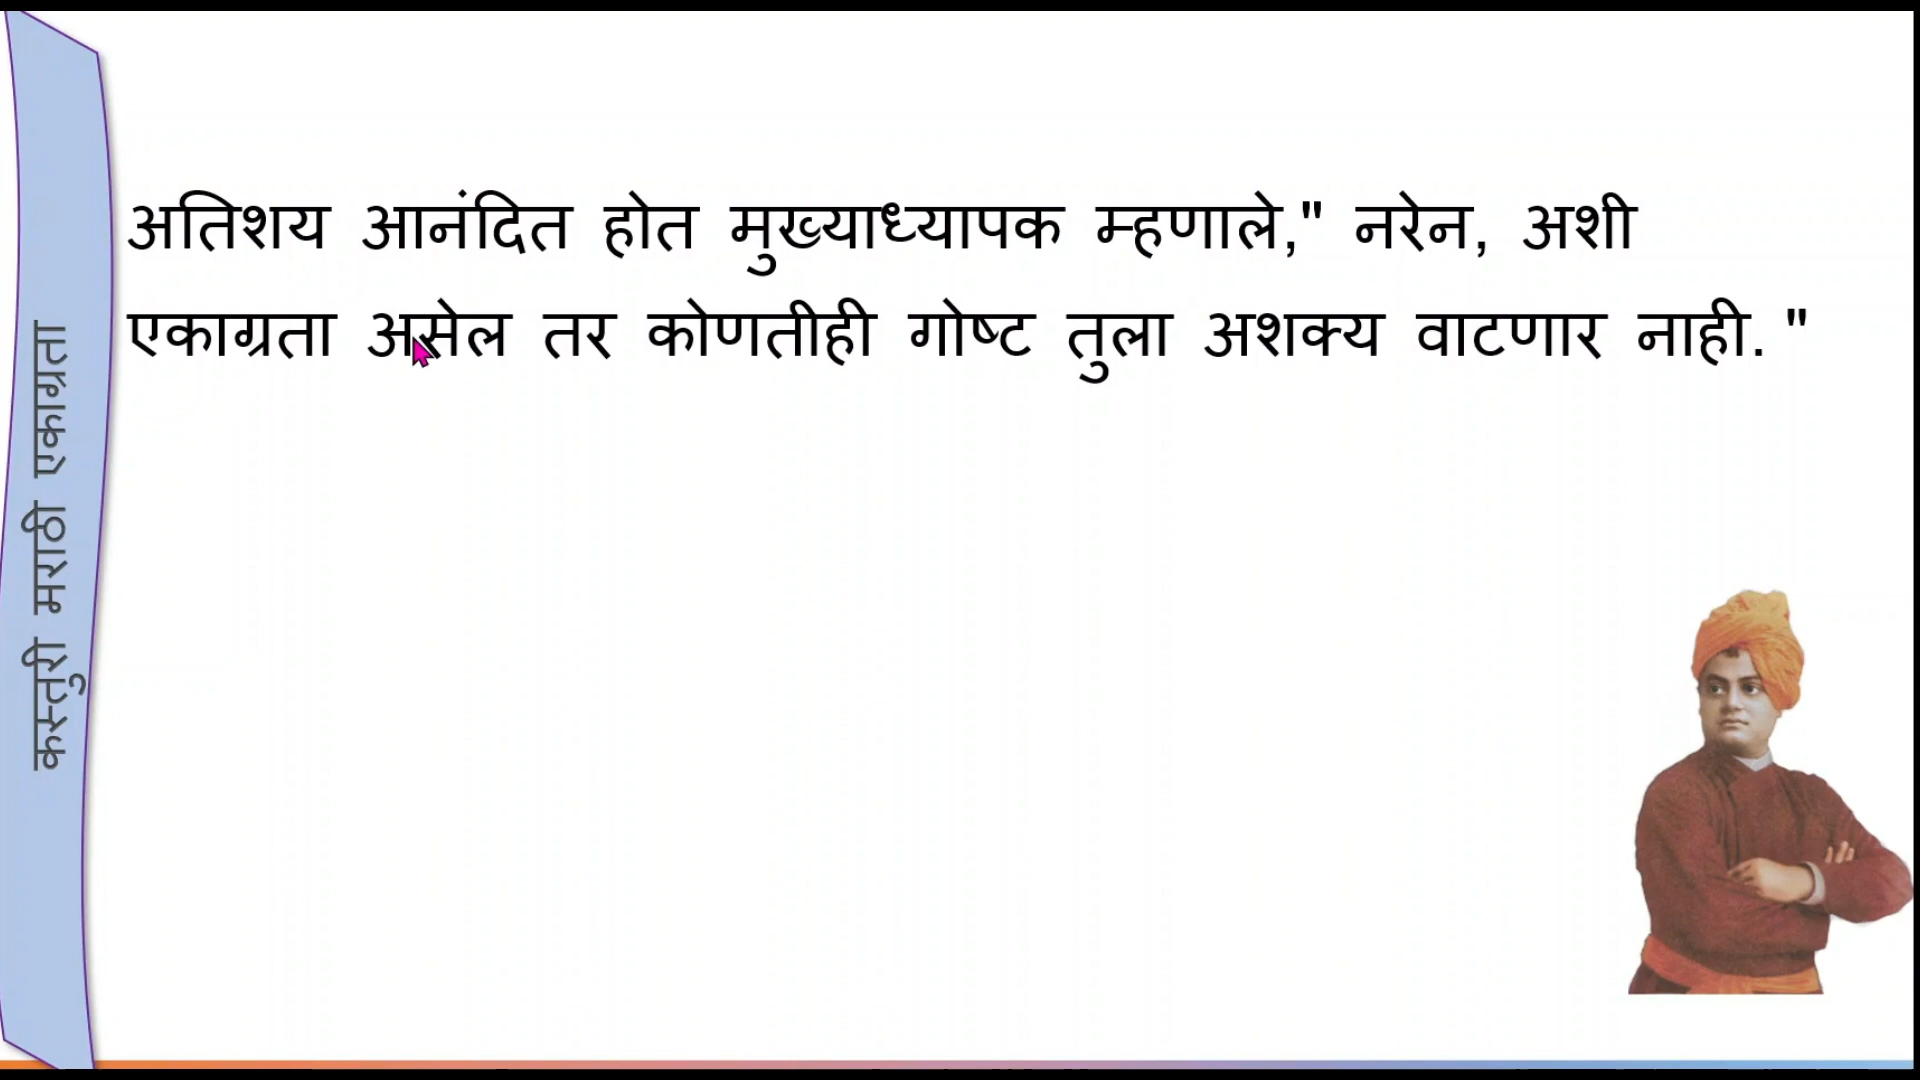 अतिशय आनंदित होत मुख्याध्यापक म्हणाले," नरेन, अशी
एकाग्रता असेल तर कोणतीही गोष्ट तुला अशक्य वाटणार नाही. "
कस्तुरी मराठी एकाग्रता